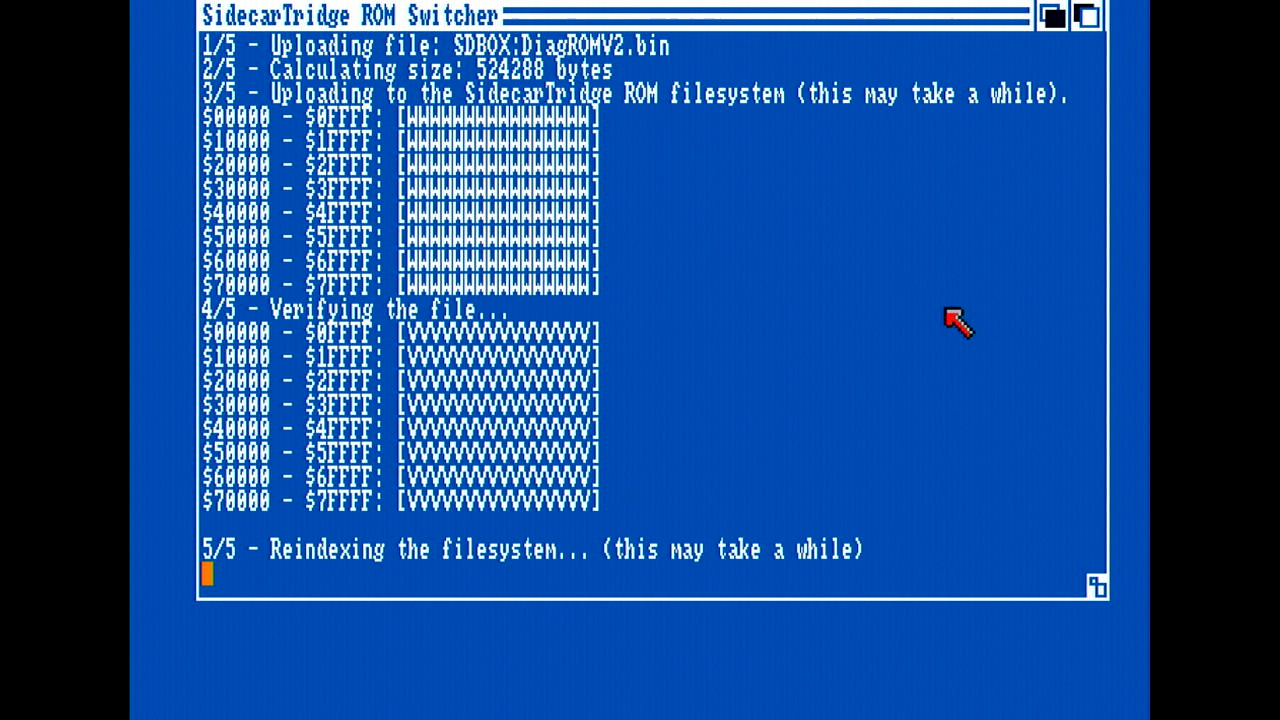 SidecarTridge ROM Switcher
1/5 - Uploading file: SDBOX:DiagROMV2.bin
2/5 - Calculating size: 524288 bytes
3/5 - Uploading to the SidecarTridge ROM filesystem (this may take a while).
$00000 - $0FFFF: [WWWWWWWWWWWWWWWW]
$10000 - $1FFFF: [WWWWWWWWWWWWWWWW]
$20000 - $2FFFF: [WWWWWWWWWWWWWWWW]
$30000 - $3FFFF: [WWWWWWWWWWWWWWWW]
$40000 - $4FFFF: [WWWWWWWWWWWWWWWW]
$50000 - $5FFFF: [WWWWWWWWWWWWWWWW]
$60000 - $6FFFF: [WWWWWWWWWWWWWWWW]
$70000 - $7FFFF: [WWWWWWWWWWWWWWWW]
4/5 - Verifying the file...
$00000 - $0FFFF: [VVVVVVVVVVVVVVVV]
$10000 - $1FFFF: [VVVVVVVVVVVVVVVV]
$20000 - $2FFFF: [VVVVVVVVVVVVVVVV]
$30000 - $3FFFF: [VVVVVVVVVVVVVVVV]
$40000 - $4FFFF: [VVVVVVVVVVVVVVVV]
$50000 - $5FFFF: [VVVVVVVVVVVVVVVV]
$60000 - $6FFFF: [VVVVVVVVVVVVVVVV]
$70000 - $7FFFF: [VVVVVVVVVVVVVVVV]
5/5 - Reindexing the filesystem... (this may take a while)